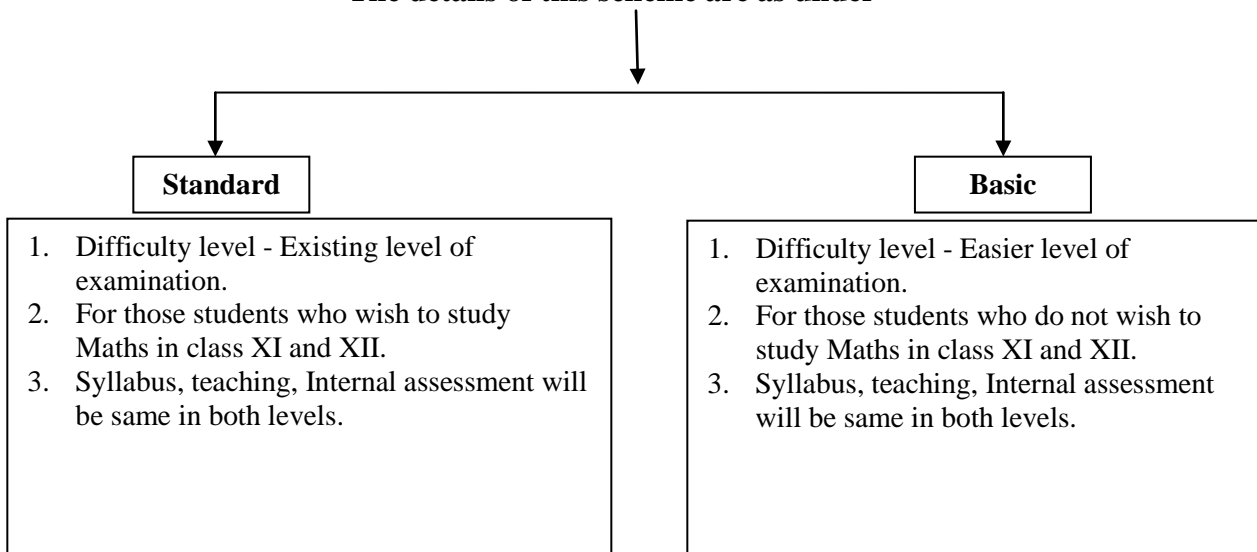 Standard
1. Difficulty level - Existing level of
examination.
2. For those students who wish to study
Maths in class XI and XII.
3. Syllabus, teaching, Internal assessment will
be same in both levels.
Basic
1. Difficulty level - Easier level of
examination.
2. For those students who do not wish to
study Maths in class XI and XII.
3. Syllabus, teaching, Internal assessment
will be same in both levels.